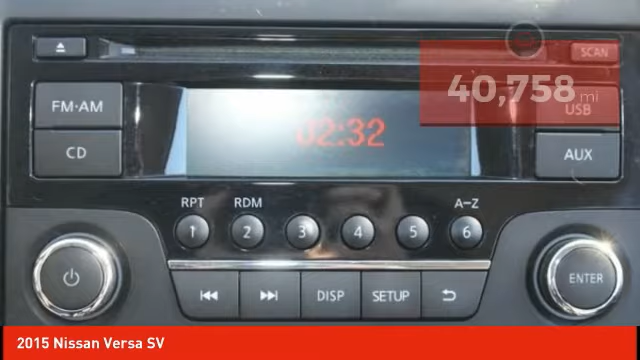 SCAN
40,758 mi
FM·AM
USB
02:32
CD
AUX
RPT RDM A-Z
1 2 3 4 5 6
DISP SETUP
ENTER
2015 Nissan Versa SV